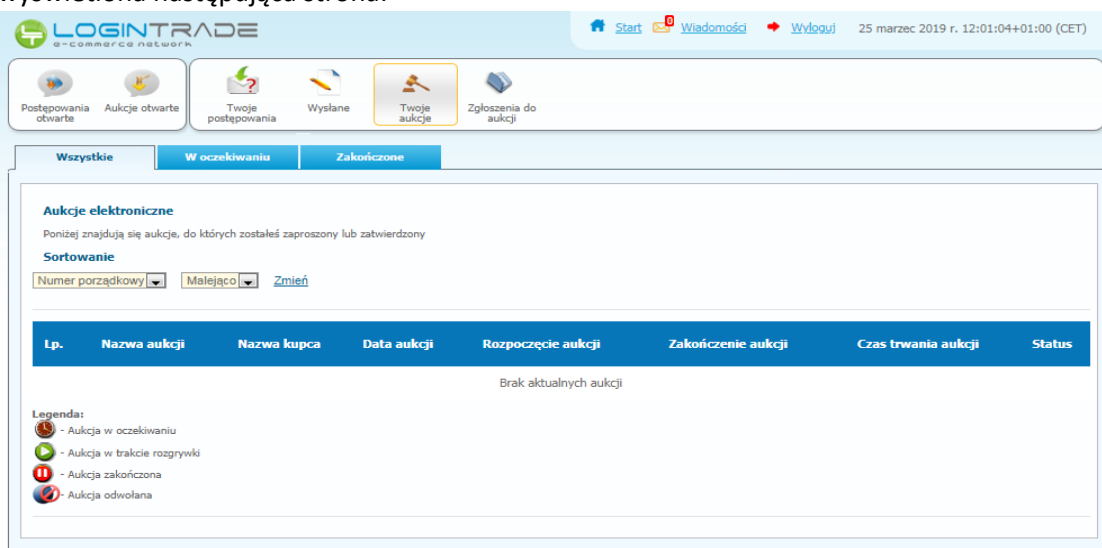 wyświetlona następująca strona:
LOGINTRADE
e-commerce network
Start 0 Wiadomości Wyloguj 25 marzec 2019 r. 12:01:04+01:00 (CET)
Postępowania otwarte
Aukcje otwarte
Twoje postępowania
Wysłane
Twoje aukcje
Zgłoszenia do aukcji
Wszystkie W oczekiwaniu Zakończone
Aukcje elektroniczne
Poniżej znajdują się aukcje, do których zostałeś zaproszony lub zatwierdzony
Sortowanie
Numer porządkowy Malejąco Zmień
Lp. Nazwa aukcji Nazwa kupca Data aukcji Rozpoczęcie aukcji Zakończenie aukcji Czas trwania aukcji Status
Brak aktualnych aukcji
Legenda:
- Aukcja w oczekiwaniu
- Aukcja w trakcie rozgrywki
- Aukcja zakończona
- Aukcja odwołana